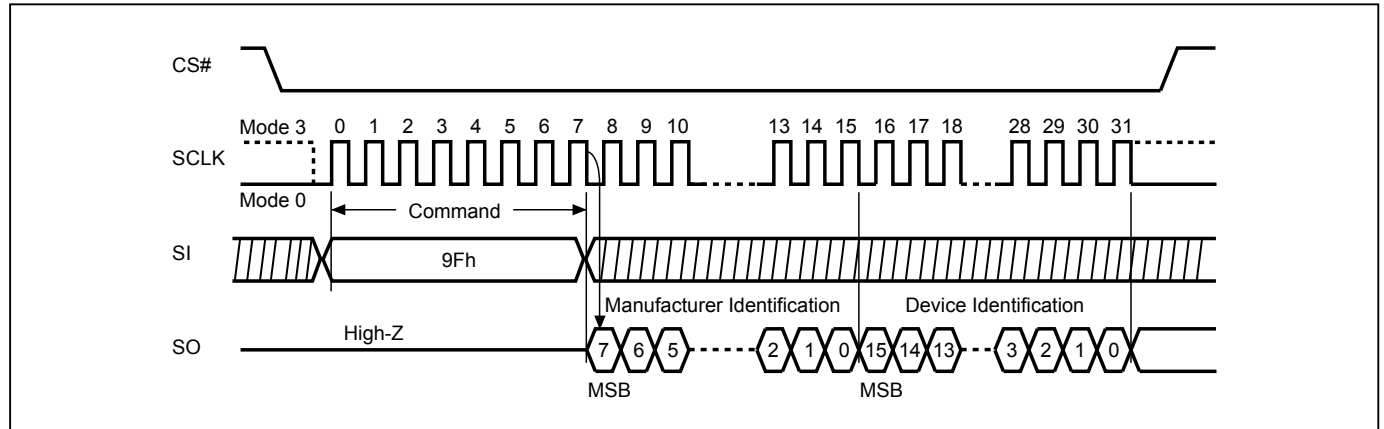 CS#
Mode 3 0 1 2 3 4 5 6 7 8 9 10 13 14 15 16 17 18 28 29 30 31
SCLK
Mode 0
Command
SI
9Fh
Manufacturer Identification Device Identification
High-Z
SO
7 6 5 2 1 0 15 14 13 3 2 1 0
MSB MSB